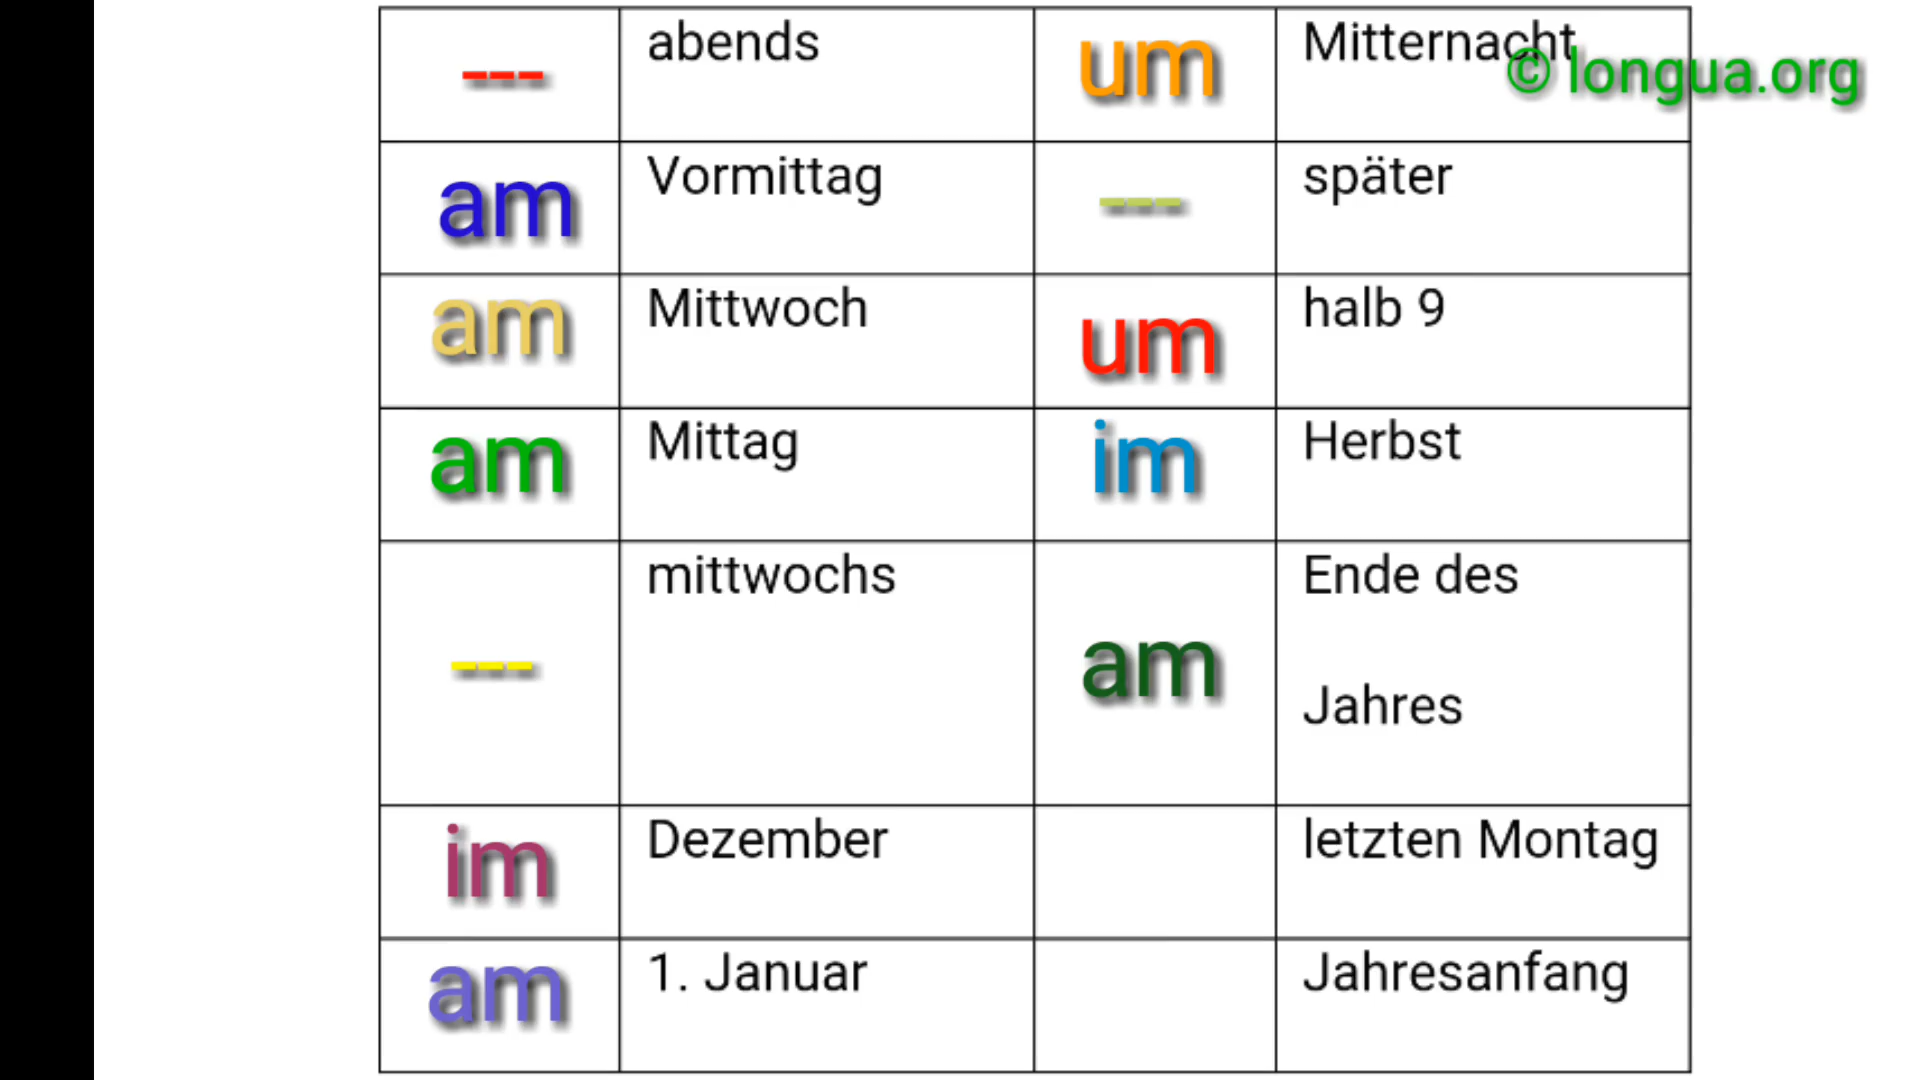 --- abends um Mitternacht
© longua.org
am Vormittag --- später
am Mittwoch um halb 9
am Mittag im Herbst
--- mittwochs am Ende des
Jahres
im Dezember letzten Montag
am 1. Januar Jahresanfang